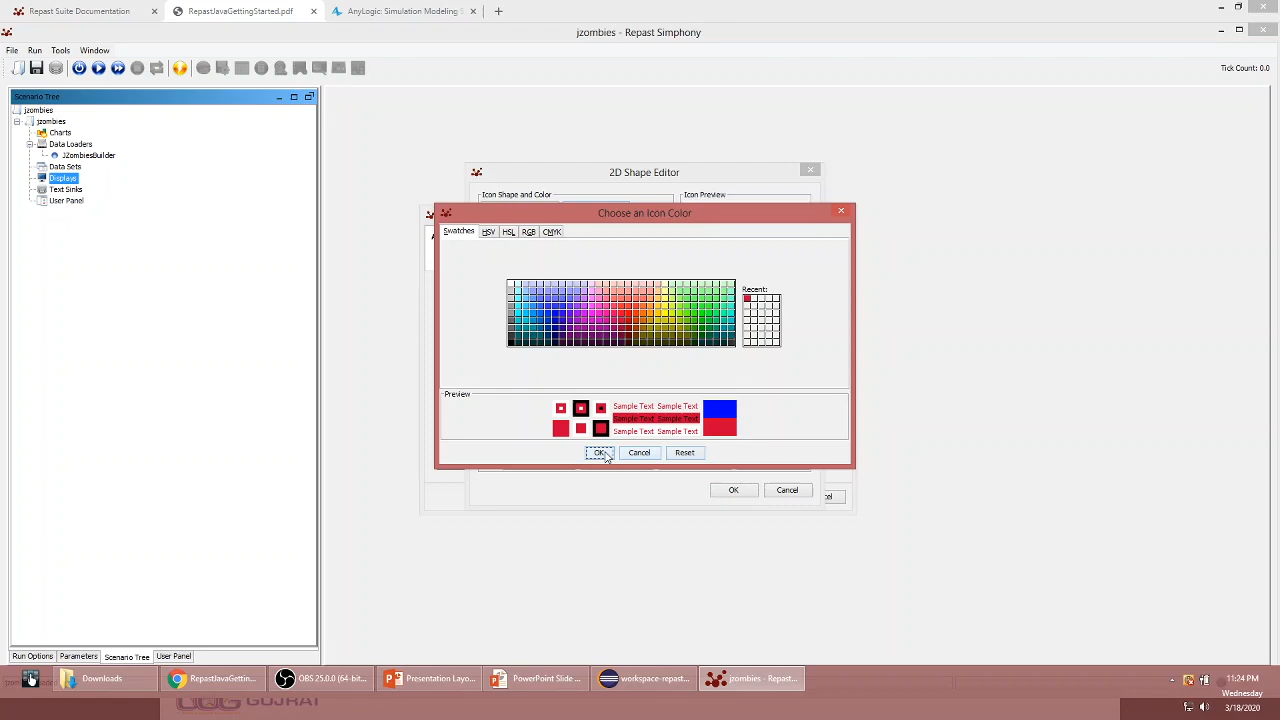 Repast Suite Documentation
RepastJavaGettingStarted.pdf
AnyLogic: Simulation Modeling S
jzombies - Repast Simphony
File Run Tools Window
Tick Count: 0.0
Scenario Tree
jzombies
jzombies
Charts
Data Loaders
JZombiesBuilder
Data Sets
Displays
Text Sinks
User Panel
2D Shape Editor
Icon Shape and Color
Icon Preview
Choose an Icon Color
Swatches HSV HSL RGB CMYK
Recent:
Preview
Sample Text Sample Text
Sample Text Sample Text
Sample Text Sample Text
OK Cancel Reset
OK Cancel
Run Options Parameters Scenario Tree User Panel
Downloads
RepastJavaGettin...
OBS 25.0.0 (64-bit...
Presentation Layo...
PowerPoint Slide ...
workspace-repast...
jzombies - Repas...
11:24 PM
Wednesday
3/18/2020
GUJRAT